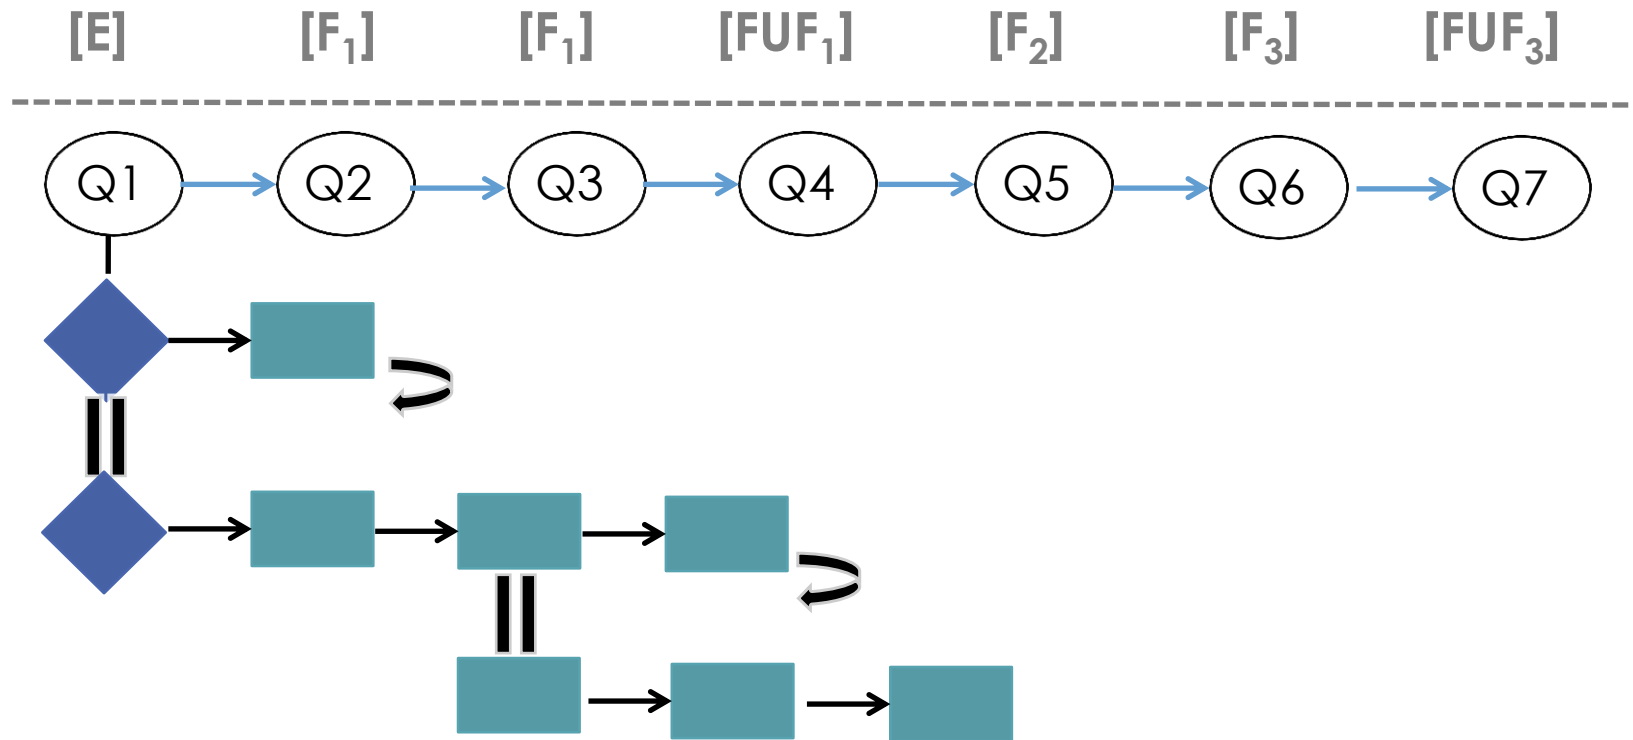 [E] [F₁] [F₁] [FUF₁] [F₂] [F₃] [FUF₃]
Q1 Q2 Q3 Q4 Q5 Q6 Q7